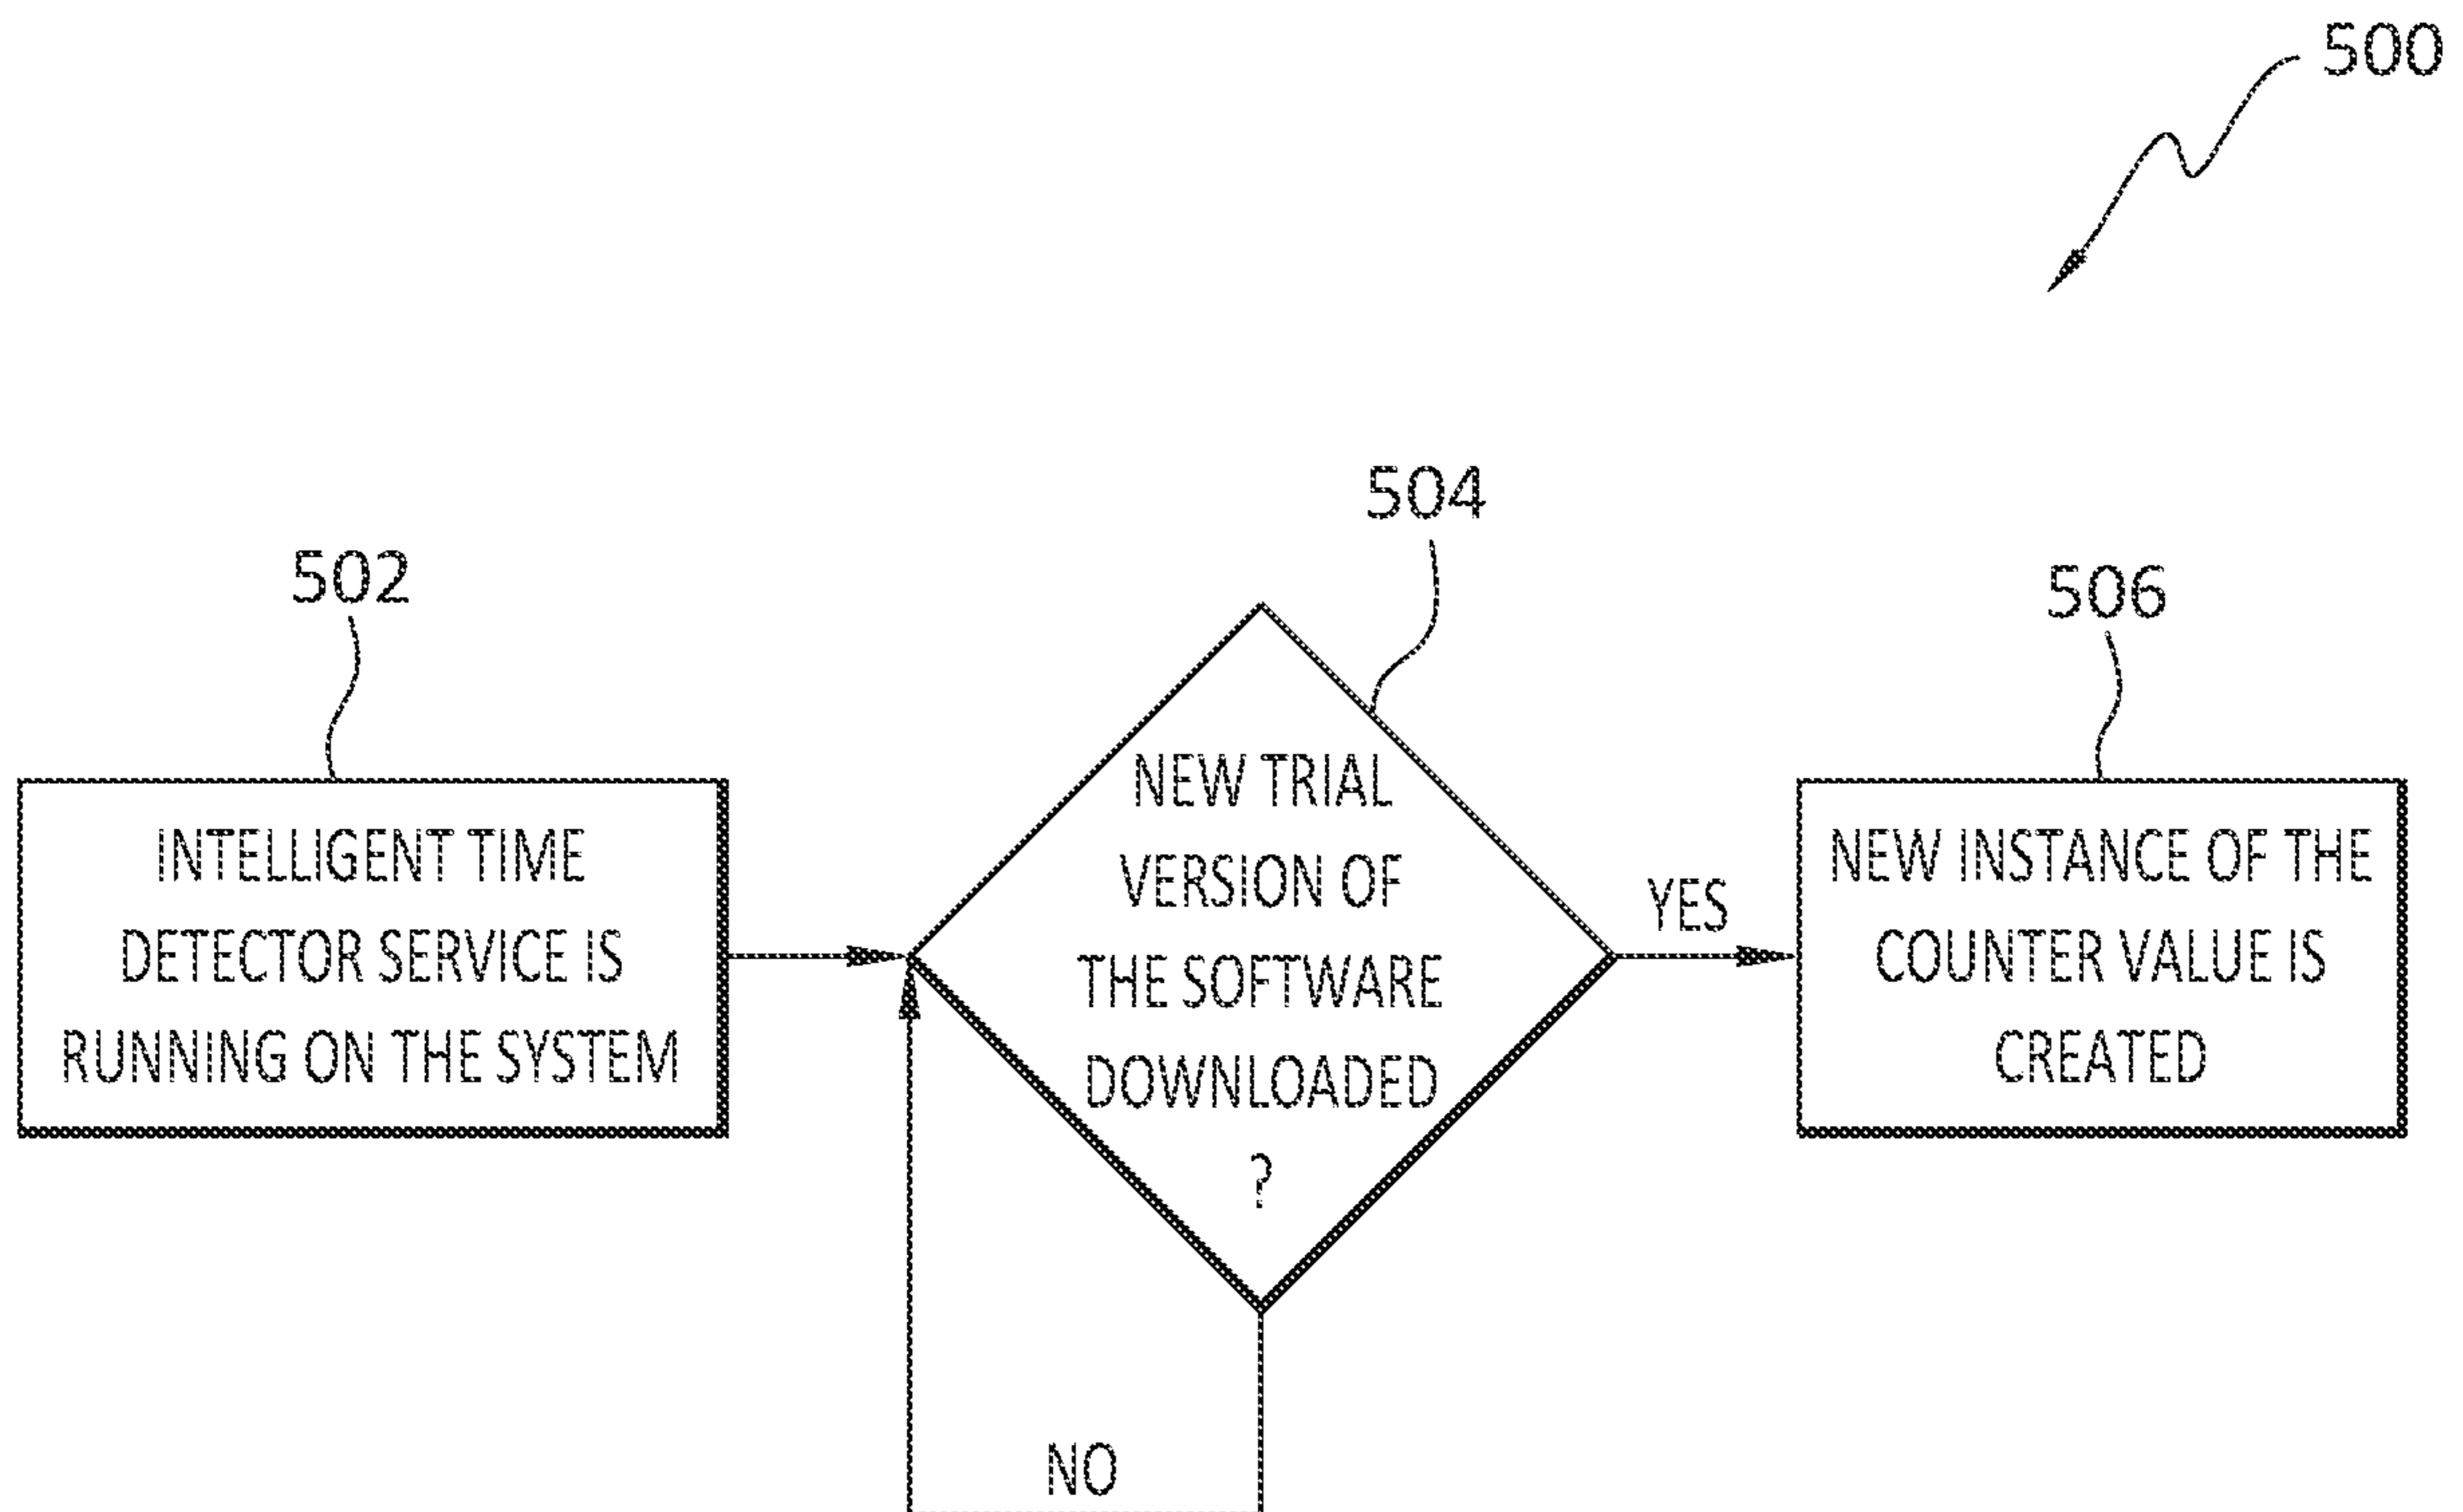 500
502
INTELLIGENT TIME
DETECTOR SERVICE IS
RUNNING ON THE SYSTEM
504
NEW TRIAL
VERSION OF
THE SOFTWARE
DOWNLOADED
?
YES
NO
506
NEW INSTANCE OF THE
COUNTER VALUE IS
CREATED